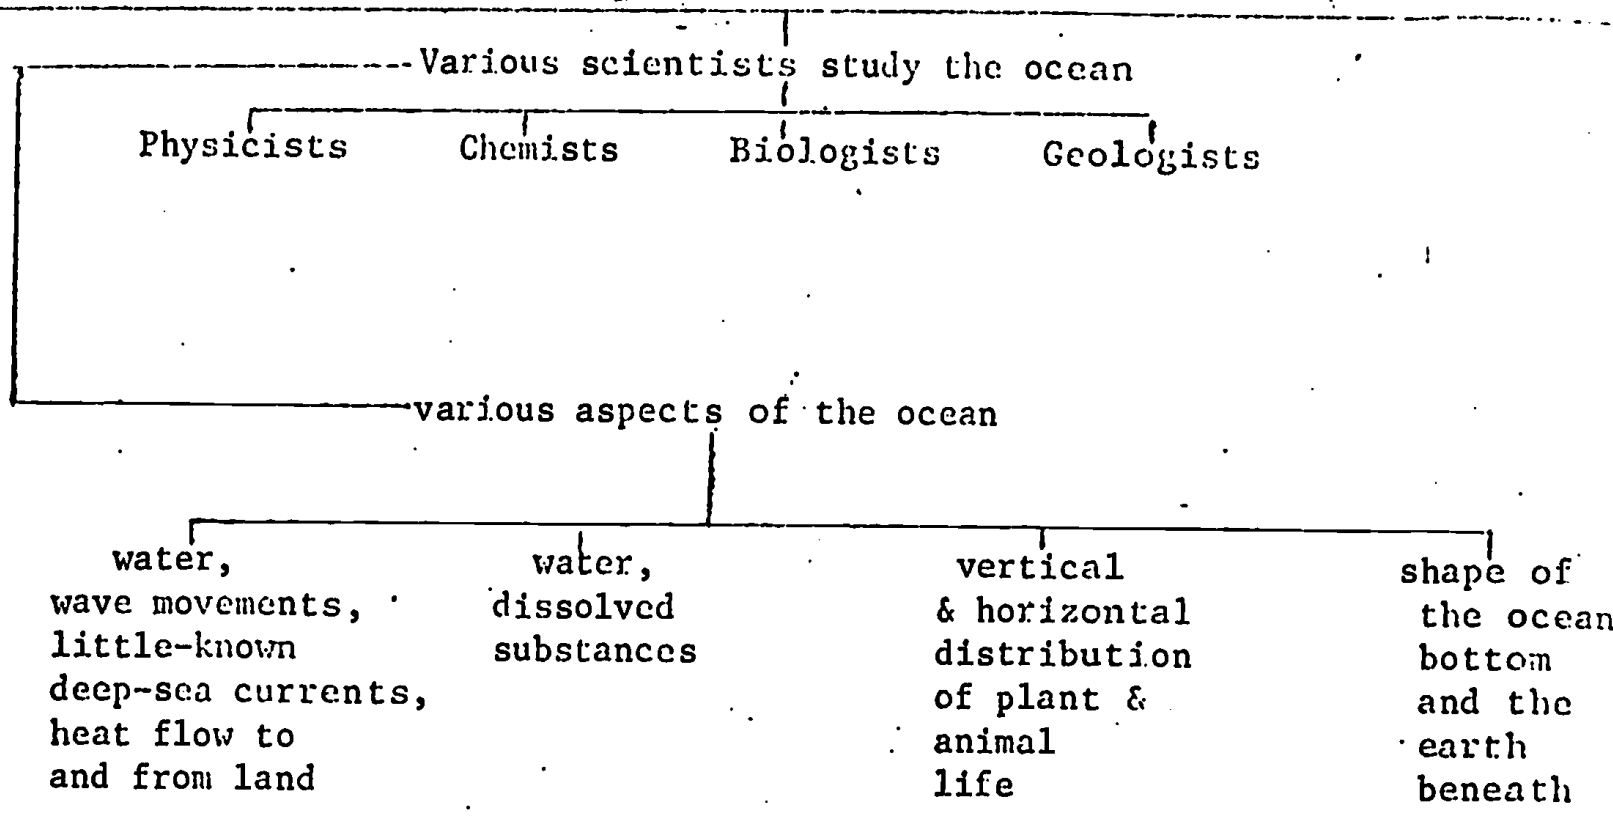 Various scientists study the ocean
Physicists Chemists Biologists Geologists
various aspects of the ocean
water,
wave movements,
little-known
deep-sea currents,
heat flow to
and from land
water,
dissolved
substances
vertical
& horizontal
distribution
of plant &
animal
life
shape of
the ocean
bottom
and the
earth
beneath